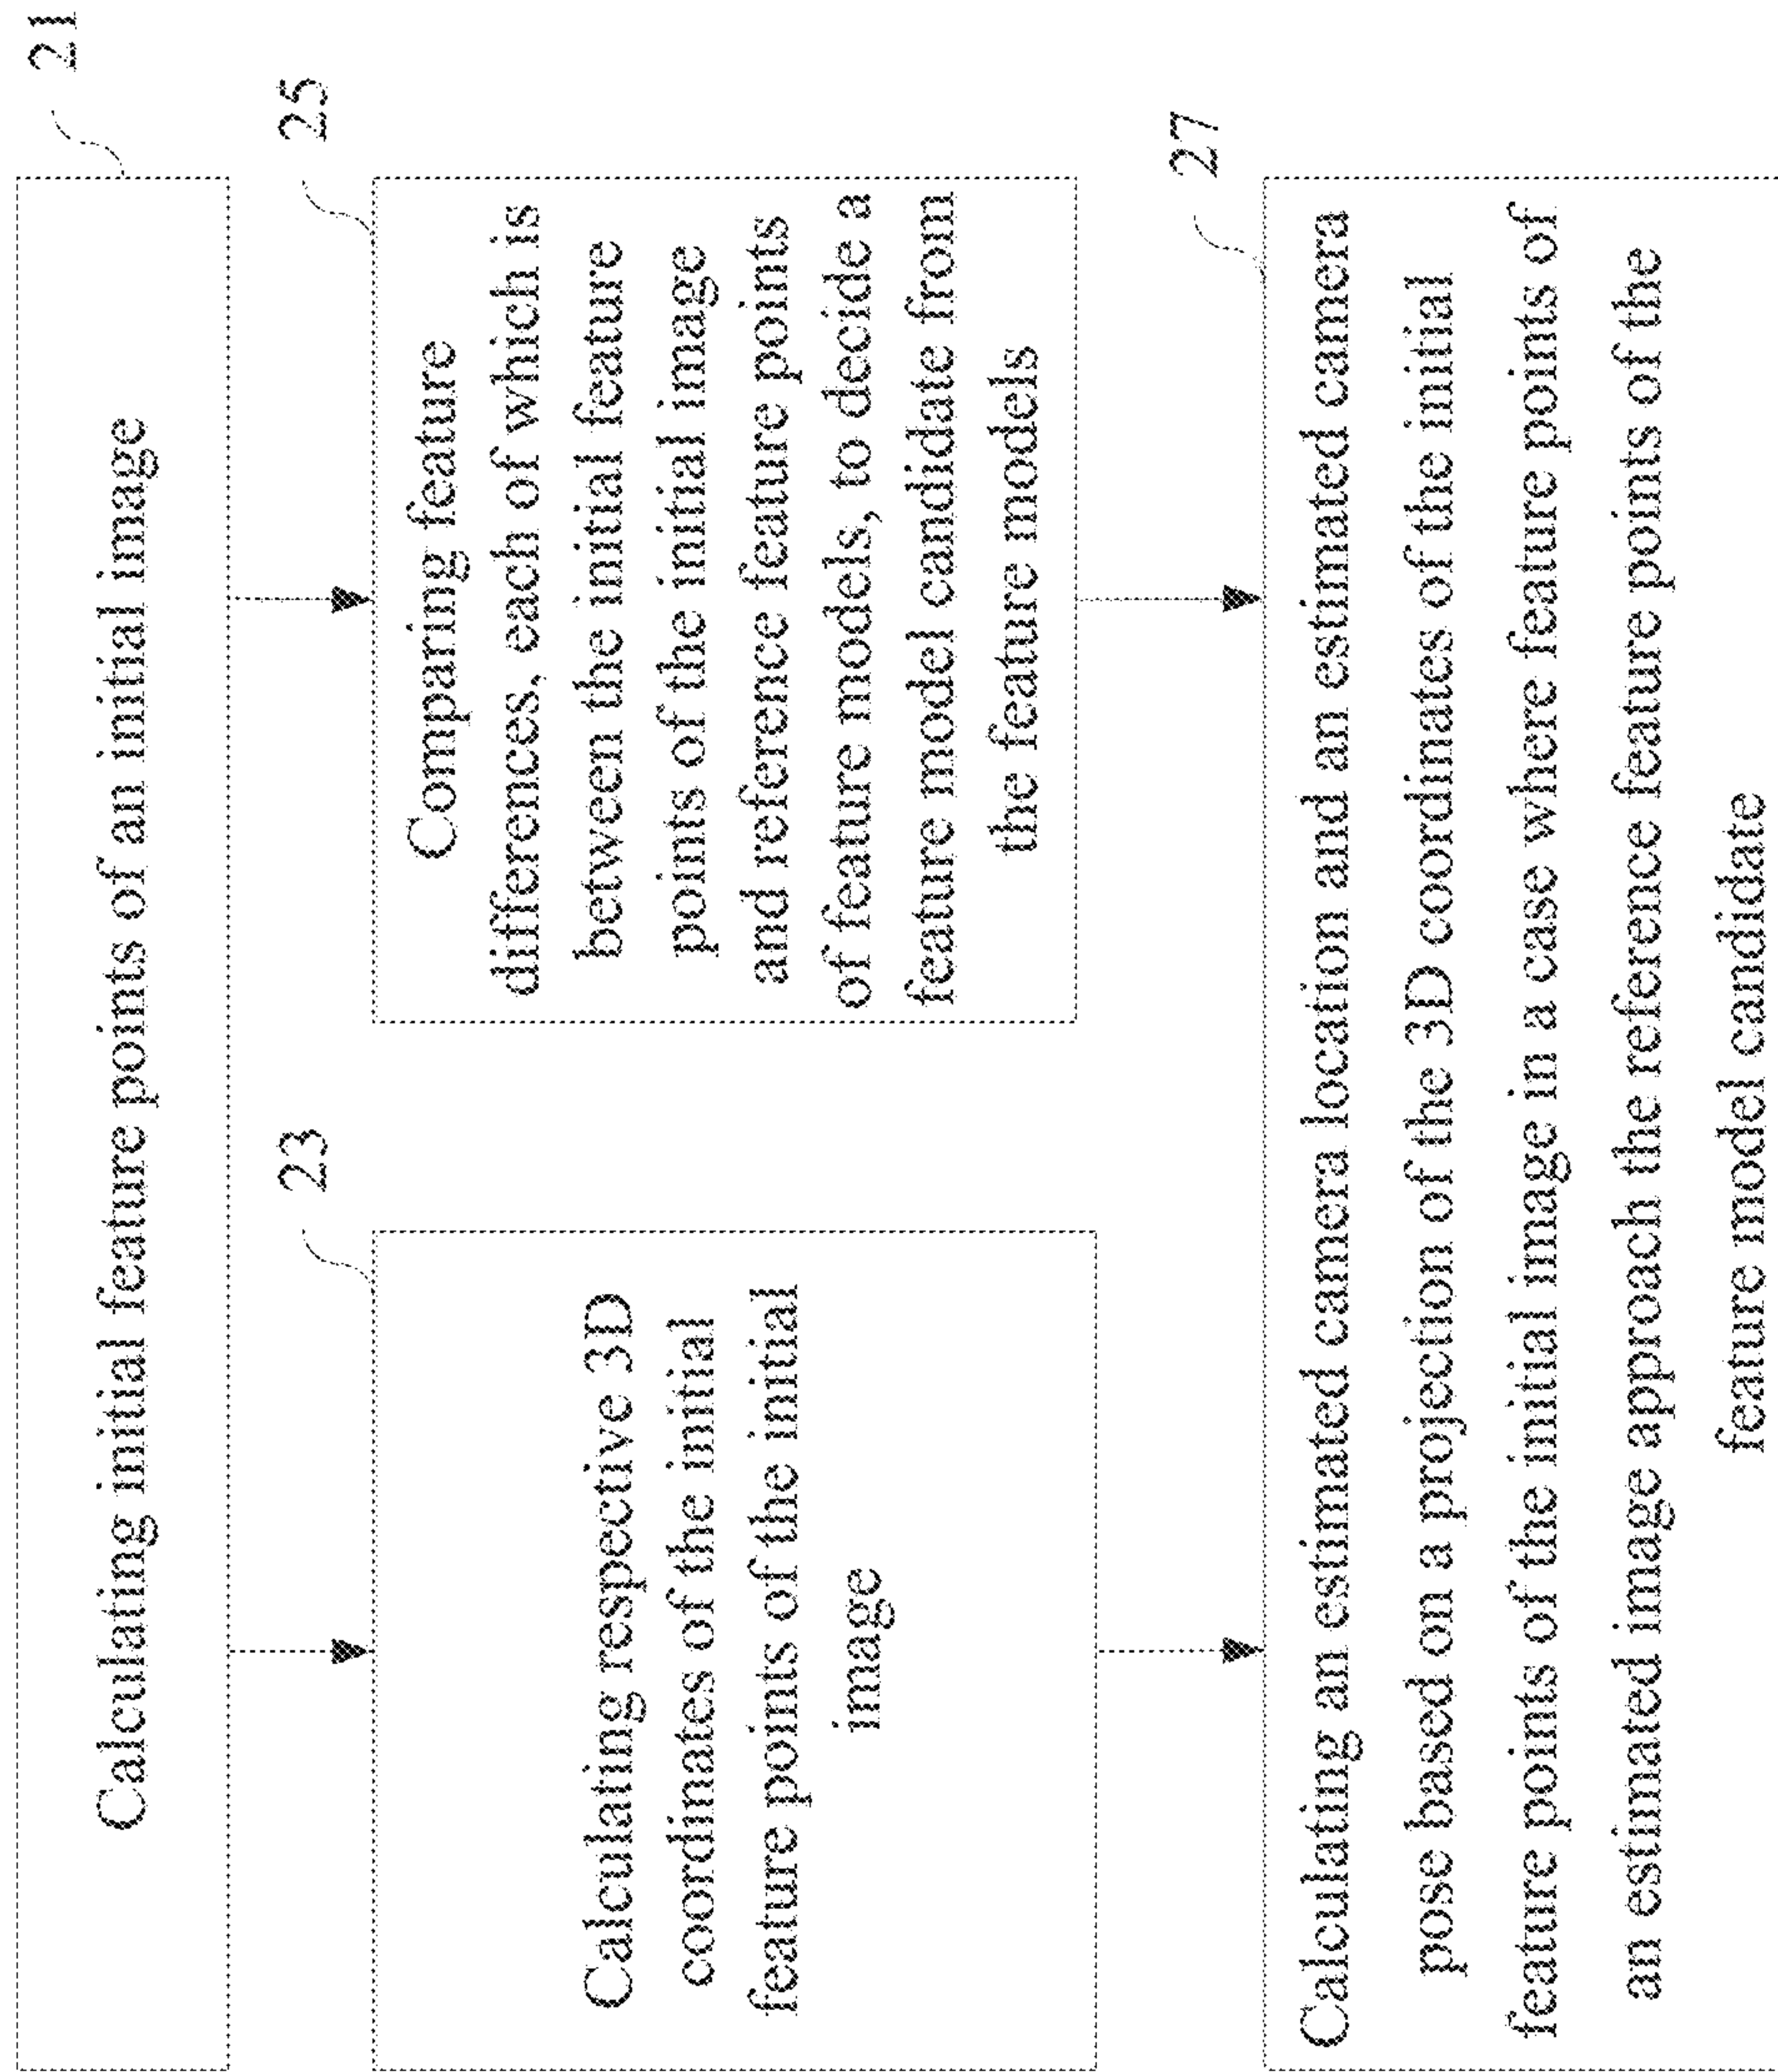 21
Calculating initial feature points of an initial image
23
Calculating respective 3D
coordinates of the initial
feature points of the initial
image
25
Comparing feature
differences, each of which is
between the initial feature
points of the initial image
and reference feature points
of feature models, to decide a
feature model candidate from
the feature models
27
Calculating an estimated camera location and an estimated camera
pose based on a projection of the 3D coordinates of the initial
feature points of the initial image in a case where feature points of
an estimated image approach the reference feature points of the
feature model candidate